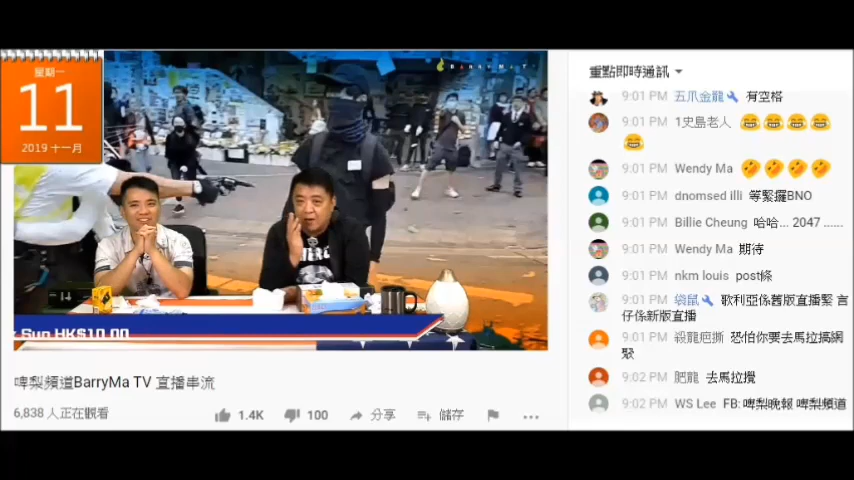 星期一
11
2019 十一月
BARRYMATV
Sun HK$10.00
啤梨頻道BarryMa TV 直播串流
6,838 人正在觀看
1.4K 100 分享 儲存
重點即時通訊
9:01 PM 五爪金龍 有空格
9:01 PM 1史島老人 😂😂😂😂
😂
9:01 PM Wendy Ma 🤣🤣🤣🤣
9:01 PM dnomsed illi 等緊攞BNO
9:01 PM Billie Cheung 哈哈... 2047 ......
9:01 PM Wendy Ma 期待
9:01 PM nkm louis post條
9:01 PM 袋鼠 歌利亞係舊版直播緊 言
仔係新版直播
9:01 PM 殺龍疤撕 恐怕你要去馬拉搞網
聚
9:02 PM 肥龍 去馬拉攪
9:02 PM WS Lee FB: 啤梨晚報 啤梨頻道